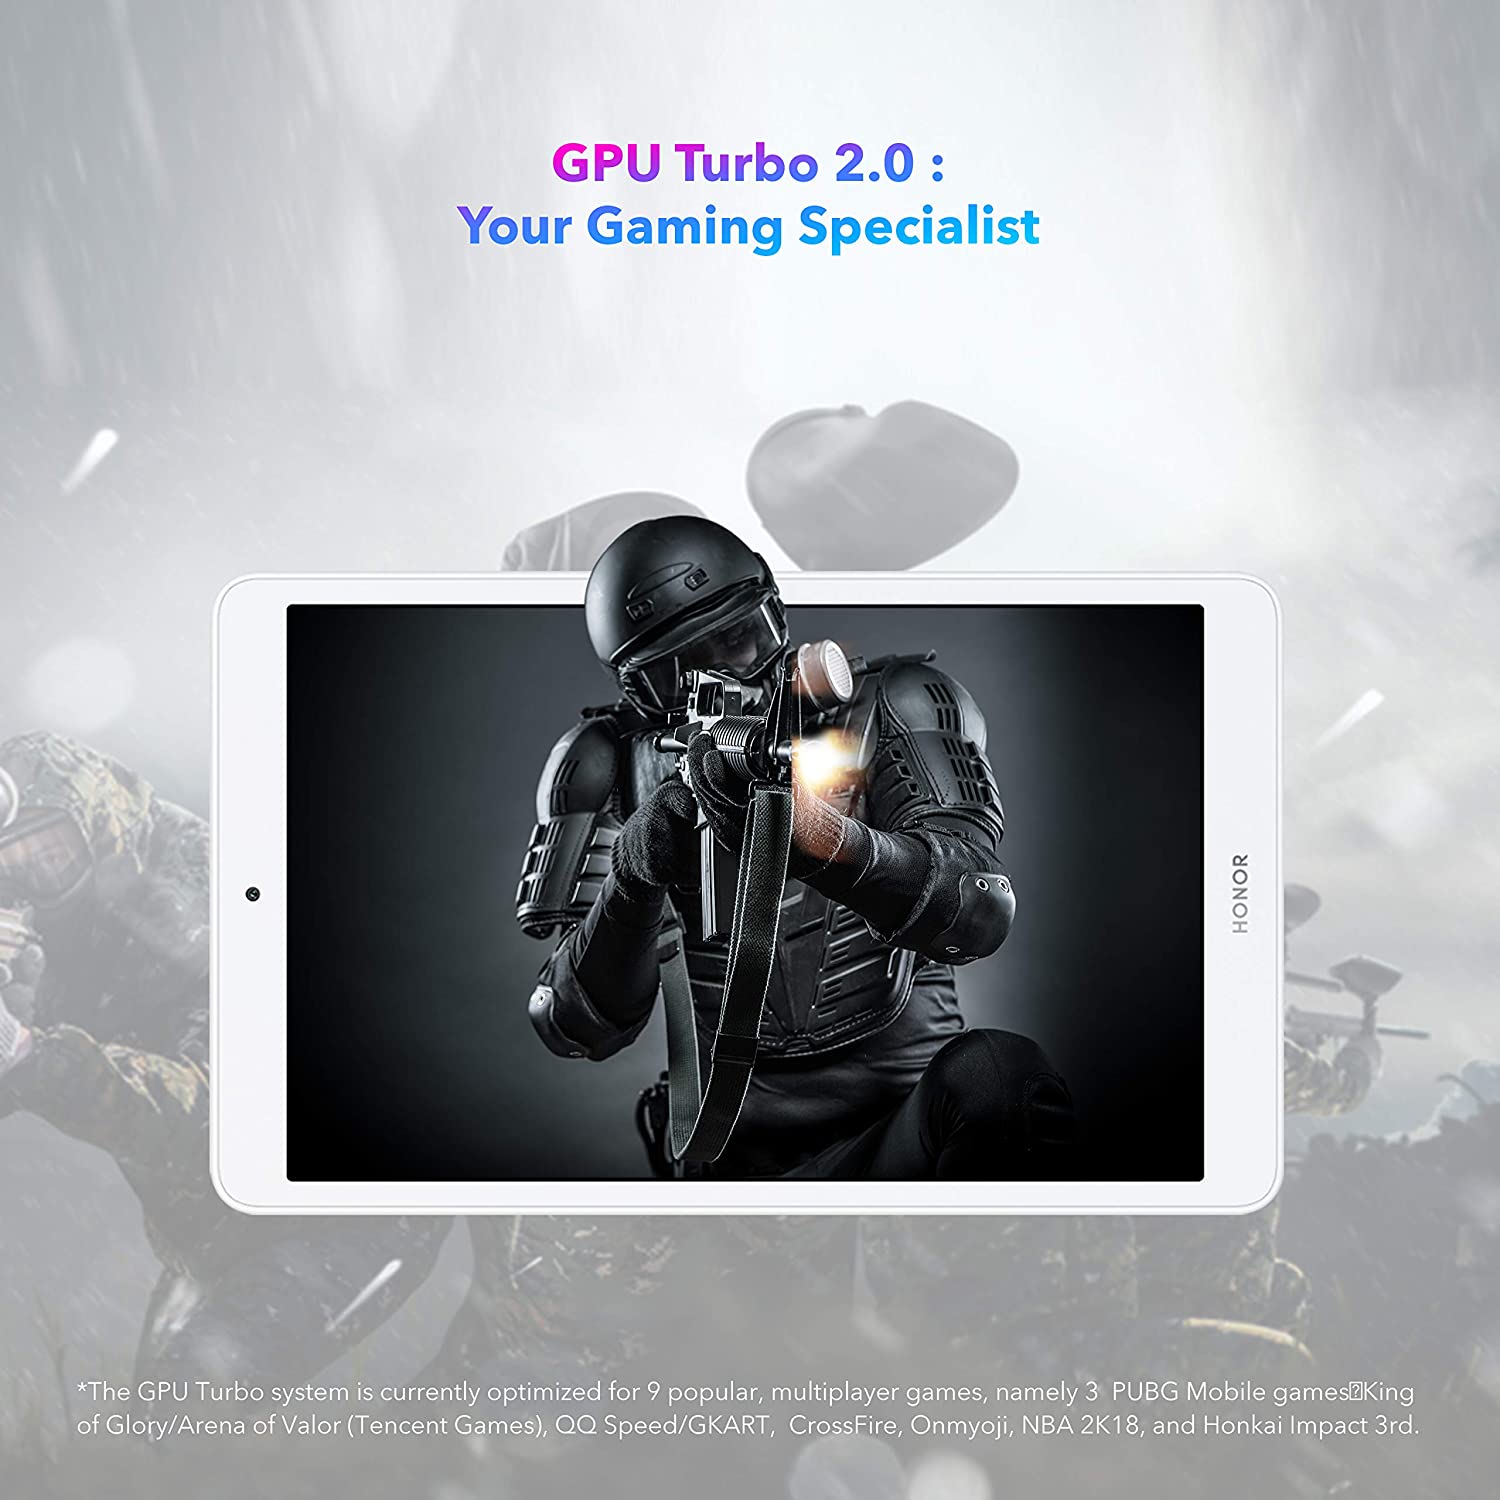 GPU Turbo 2.0 :
Your Gaming Specialist
HONOR
*The GPU Turbo system is currently optimized for 9 popular, multiplayer games, namely 3 PUBG Mobile games⍰King
of Glory/Arena of Valor (Tencent Games), QQ Speed/GKART, CrossFire, Onmyoji, NBA 2K18, and Honkai Impact 3rd.